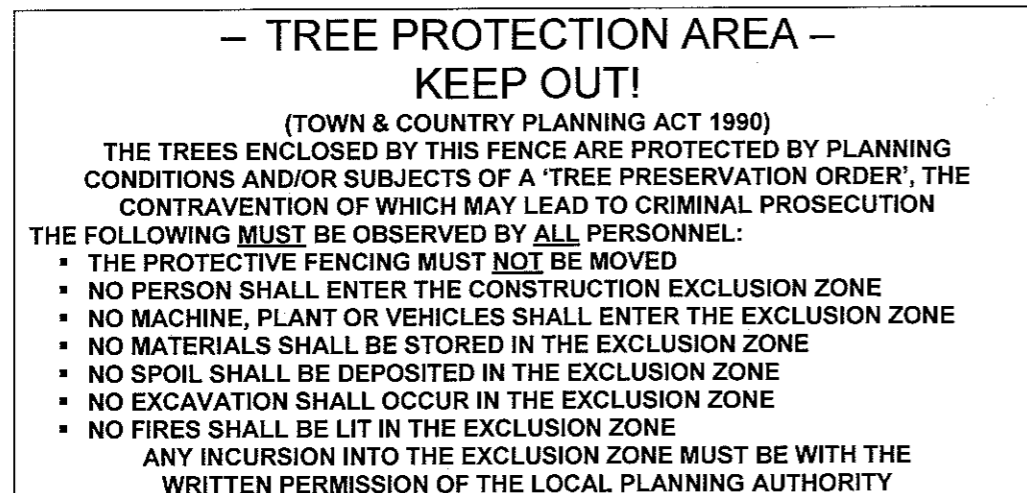 – TREE PROTECTION AREA –
KEEP OUT!
(TOWN & COUNTRY PLANNING ACT 1990)
THE TREES ENCLOSED BY THIS FENCE ARE PROTECTED BY PLANNING
CONDITIONS AND/OR SUBJECTS OF A ‘TREE PRESERVATION ORDER’, THE
CONTRAVENTION OF WHICH MAY LEAD TO CRIMINAL PROSECUTION
THE FOLLOWING MUST BE OBSERVED BY ALL PERSONNEL:
▪ THE PROTECTIVE FENCING MUST NOT BE MOVED
▪ NO PERSON SHALL ENTER THE CONSTRUCTION EXCLUSION ZONE
▪ NO MACHINE, PLANT OR VEHICLES SHALL ENTER THE EXCLUSION ZONE
▪ NO MATERIALS SHALL BE STORED IN THE EXCLUSION ZONE
▪ NO SPOIL SHALL BE DEPOSITED IN THE EXCLUSION ZONE
▪ NO EXCAVATION SHALL OCCUR IN THE EXCLUSION ZONE
▪ NO FIRES SHALL BE LIT IN THE EXCLUSION ZONE
ANY INCURSION INTO THE EXCLUSION ZONE MUST BE WITH THE
WRITTEN PERMISSION OF THE LOCAL PLANNING AUTHORITY